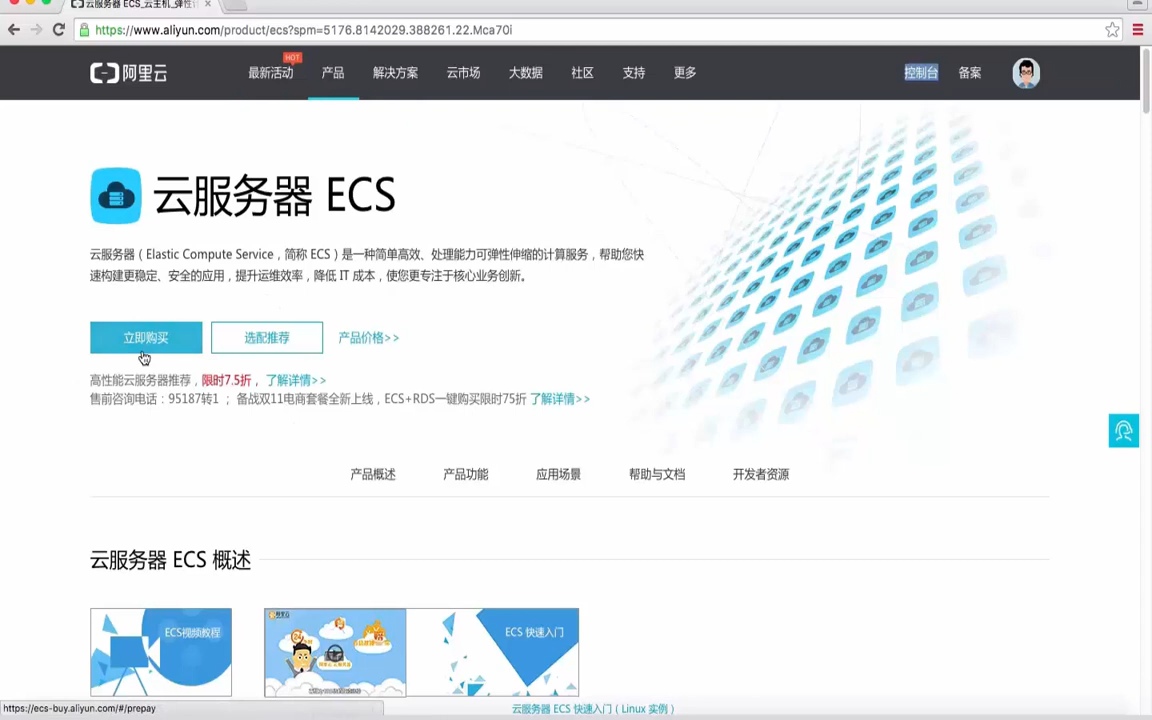 云服务器 ECS_云主机_弹性计
https://www.aliyun.com/product/ecs?spm=5176.8142029.388261.22.Mca70i
阿里云
最新活动 HOT 产品 解决方案 云市场 大数据 社区 支持 更多 控制台 备案
云服务器 ECS
云服务器（Elastic Compute Service，简称 ECS）是一种简单高效、处理能力可弹性伸缩的计算服务，帮助您快
速构建更稳定、安全的应用，提升运维效率，降低 IT 成本，使您更专注于核心业务创新。
立即购买 选配推荐 产品价格>>
高性能云服务器推荐，限时7.5折， 了解详情>>
售前咨询电话：95187转1 ； 备战双11电商套餐全新上线，ECS+RDS一键购买限时75折 了解详情>>
产品概述 产品功能 应用场景 帮助与文档 开发者资源
云服务器 ECS 概述
ECS视频教程
阿里云
ECS 快速入门
https://ecs-buy.aliyun.com/#/prepay
云服务器 ECS 快速入门（Linux 实例）